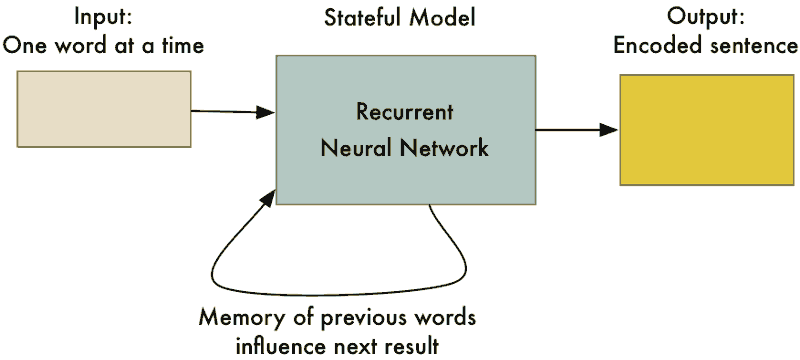 Input:
One word at a time
Stateful Model
Output:
Encoded sentence
Recurrent
Neural Network
Memory of previous words
influence next result